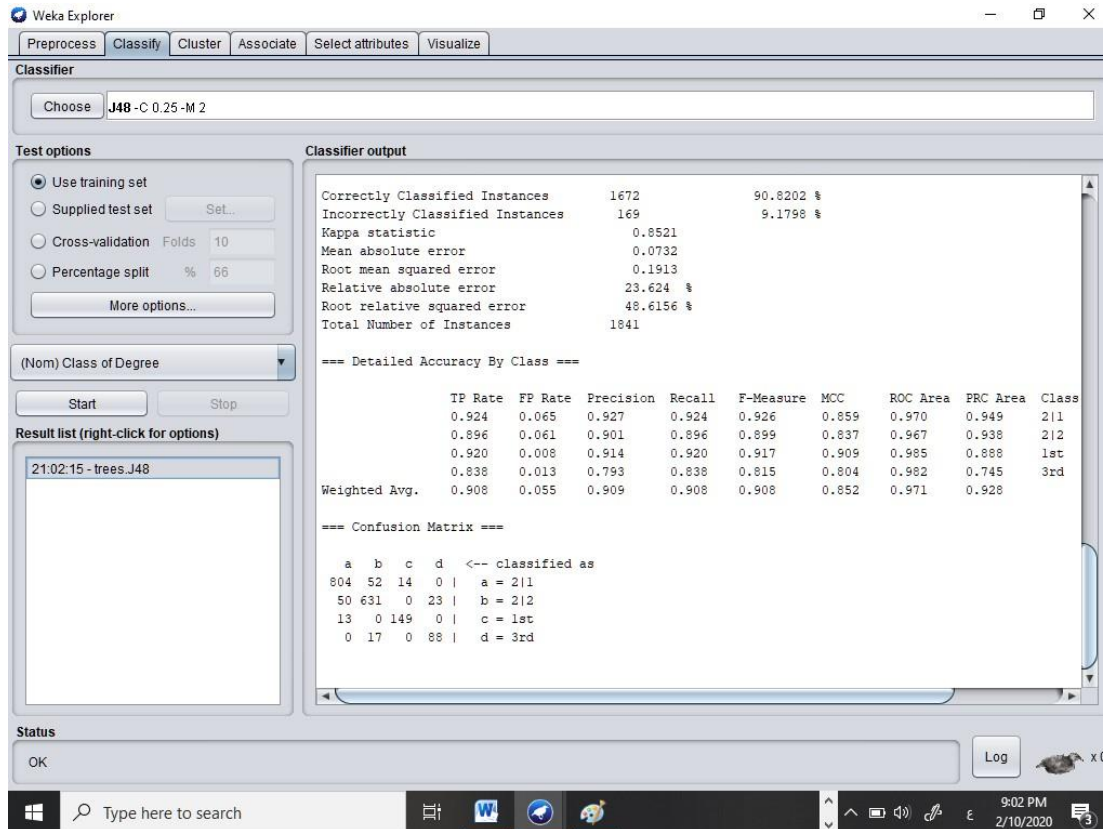 Weka Explorer
Preprocess Classify Cluster Associate Select attributes Visualize
Classifier
Choose J48 -C 0.25 -M 2
Test options
Use training set
Supplied test set Set...
Cross-validation Folds 10
Percentage split % 66
More options...
(Nom) Class of Degree
Start Stop
Result list (right-click for options)
21:02:15 - trees.J48
Classifier output
Correctly Classified Instances 1672 90.8202 %
Incorrectly Classified Instances 169 9.1798 %
Kappa statistic 0.8521
Mean absolute error 0.0732
Root mean squared error 0.1913
Relative absolute error 23.624 %
Root relative squared error 48.6156 %
Total Number of Instances 1841
=== Detailed Accuracy By Class ===
TP Rate FP Rate Precision Recall F-Measure MCC ROC Area PRC Area Class
0.924 0.065 0.927 0.924 0.926 0.859 0.970 0.949 2|1
0.896 0.061 0.901 0.896 0.899 0.837 0.967 0.938 2|2
0.920 0.008 0.914 0.920 0.917 0.909 0.985 0.888 1st
0.838 0.013 0.793 0.838 0.815 0.804 0.982 0.745 3rd
Weighted Avg. 0.908 0.055 0.909 0.908 0.908 0.852 0.971 0.928
=== Confusion Matrix ===
a b c d <-- classified as
804 52 14 0 | a = 2|1
50 631 0 23 | b = 2|2
13 0 149 0 | c = 1st
0 17 0 88 | d = 3rd
Status
OK
Log x 0
Type here to search
ع
9:02 PM
2/10/2020
3